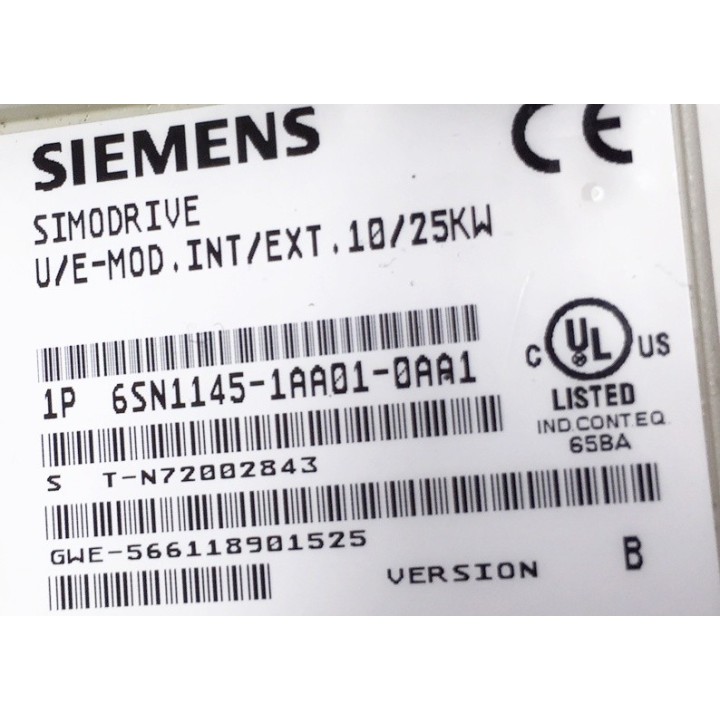 SIEMENS
CE
SIMODRIVE
U/E-MOD.INT/EXT.10/25KW
1P 6SN1145-1AA01-0AA1
C UL US
LISTED
IND.CONT.EQ.
65BA
S T-N72002843
GWE-566118901525
VERSION B